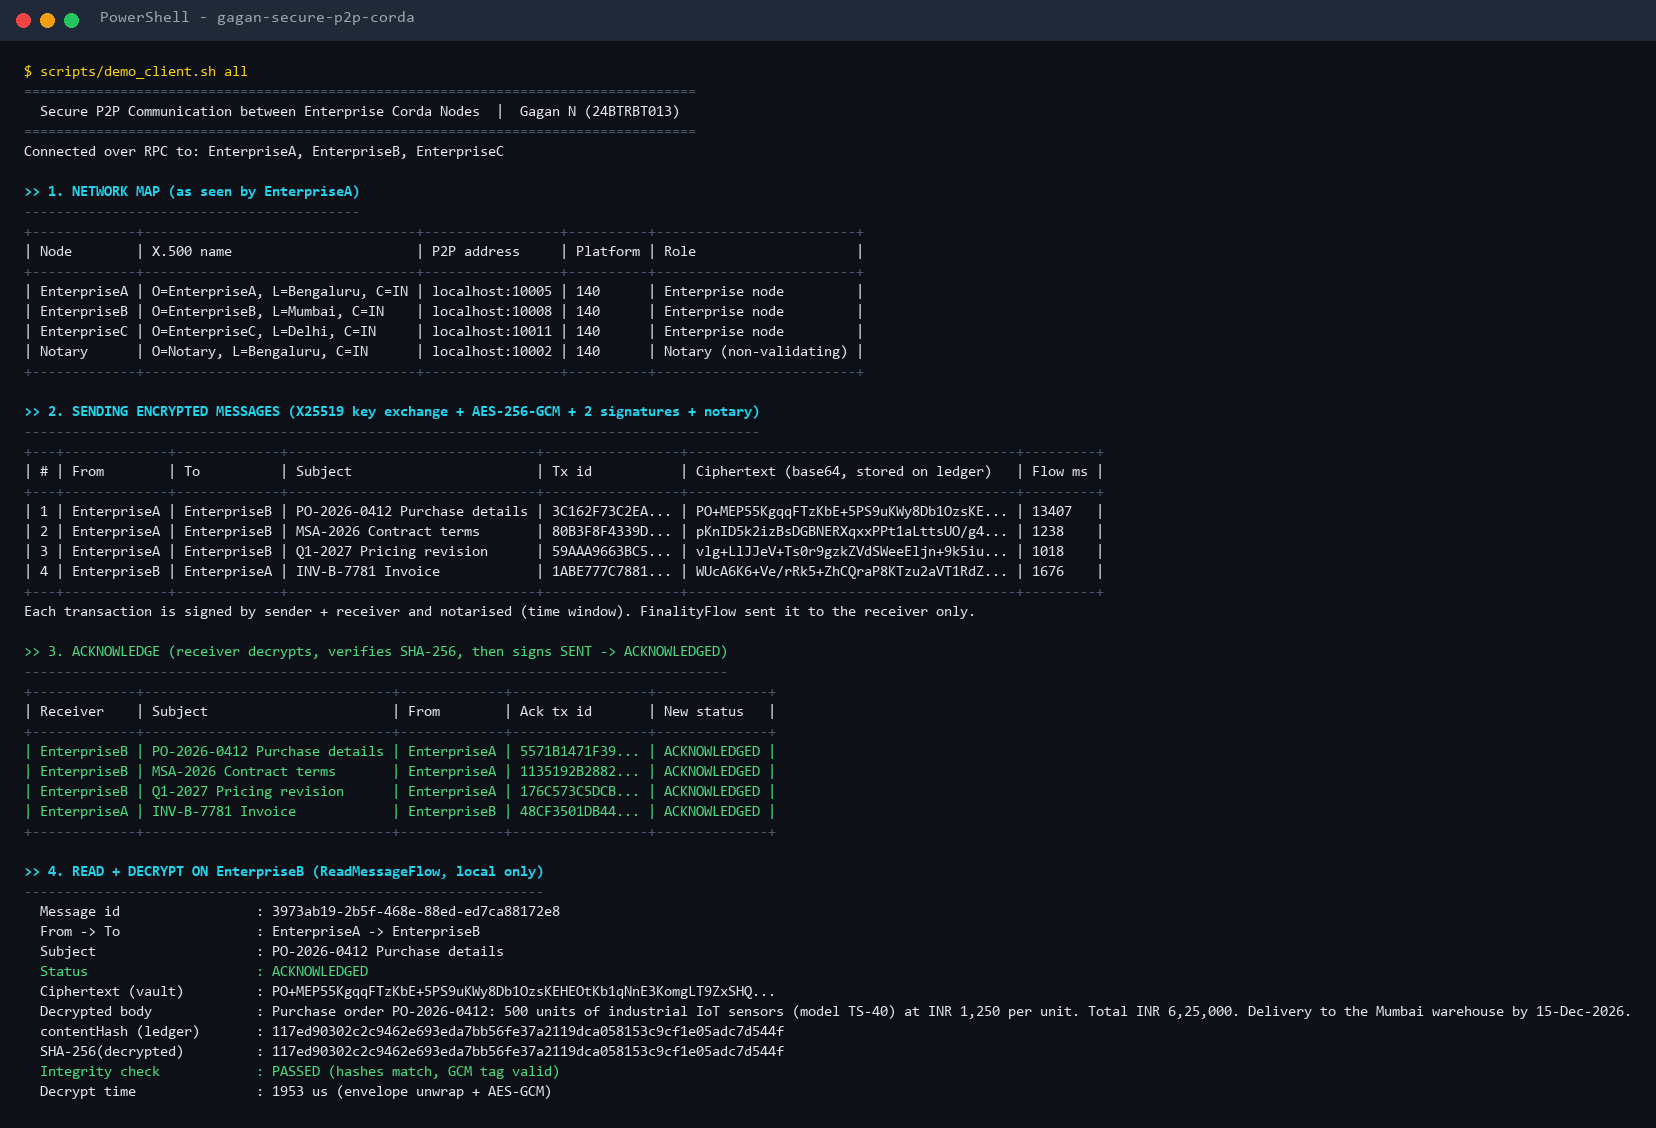 PowerShell - gagan-secure-p2p-corda
$ scripts/demo_client.sh all
====================================================================================
Secure P2P Communication between Enterprise Corda Nodes | Gagan N (24BTRBT013)
====================================================================================
Connected over RPC to: EnterpriseA, EnterpriseB, EnterpriseC
>> 1. NETWORK MAP (as seen by EnterpriseA)
------------------------------------------
+-------------+----------------------------------+-----------------+----------+-------------------------+
| Node | X.500 name | P2P address | Platform | Role |
+-------------+----------------------------------+-----------------+----------+-------------------------+
| EnterpriseA | O=EnterpriseA, L=Bengaluru, C=IN | localhost:10005 | 140 | Enterprise node |
| EnterpriseB | O=EnterpriseB, L=Mumbai, C=IN | localhost:10008 | 140 | Enterprise node |
| EnterpriseC | O=EnterpriseC, L=Delhi, C=IN | localhost:10011 | 140 | Enterprise node |
| Notary | O=Notary, L=Bengaluru, C=IN | localhost:10002 | 140 | Notary (non-validating) |
+-------------+----------------------------------+-----------------+----------+-------------------------+
>> 2. SENDING ENCRYPTED MESSAGES (X25519 key exchange + AES-256-GCM + 2 signatures + notary)
--------------------------------------------------------------------------------------------
+---+-------------+-------------+-------------------------------+-----------------+-----------------------------------------+---------+
| # | From | To | Subject | Tx id | Ciphertext (base64, stored on ledger) | Flow ms |
+---+-------------+-------------+-------------------------------+-----------------+-----------------------------------------+---------+
| 1 | EnterpriseA | EnterpriseB | PO-2026-0412 Purchase details | 3C162F73C2EA... | PO+MEP55KgqqFTzKbE+5PS9uKWy8Db1OzsKE... | 13407 |
| 2 | EnterpriseA | EnterpriseB | MSA-2026 Contract terms | 80B3F8F4339D... | pKnID5k2izBsDGBNERXqxxPPt1aLttsUO/g4... | 1238 |
| 3 | EnterpriseA | EnterpriseB | Q1-2027 Pricing revision | 59AAA9663BC5... | vlg+LlJJeV+Ts0r9gzkZVdSWeeEljn+9k5iu... | 1018 |
| 4 | EnterpriseB | EnterpriseA | INV-B-7781 Invoice | 1ABE777C7881... | WUcA6K6+Ve/rRk5+ZhCQraP8KTzu2aVT1RdZ... | 1676 |
+---+-------------+-------------+-------------------------------+-----------------+-----------------------------------------+---------+
Each transaction is signed by sender + receiver and notarised (time window). FinalityFlow sent it to the receiver only.
>> 3. ACKNOWLEDGE (receiver decrypts, verifies SHA-256, then signs SENT -> ACKNOWLEDGED)
----------------------------------------------------------------------------------------
+-------------+-------------------------------+-------------+-----------------+--------------+
| Receiver | Subject | From | Ack tx id | New status |
+-------------+-------------------------------+-------------+-----------------+--------------+
| EnterpriseB | PO-2026-0412 Purchase details | EnterpriseA | 5571B1471F39... | ACKNOWLEDGED |
| EnterpriseB | MSA-2026 Contract terms | EnterpriseA | 1135192B2882... | ACKNOWLEDGED |
| EnterpriseB | Q1-2027 Pricing revision | EnterpriseA | 176C573C5DCB... | ACKNOWLEDGED |
| EnterpriseA | INV-B-7781 Invoice | EnterpriseB | 48CF3501DB44... | ACKNOWLEDGED |
+-------------+-------------------------------+-------------+-----------------+--------------+
>> 4. READ + DECRYPT ON EnterpriseB (ReadMessageFlow, local only)
-----------------------------------------------------------------
Message id : 3973ab19-2b5f-468e-88ed-ed7ca88172e8
From -> To : EnterpriseA -> EnterpriseB
Subject : PO-2026-0412 Purchase details
Status : ACKNOWLEDGED
Ciphertext (vault) : PO+MEP55KgqqFTzKbE+5PS9uKWy8Db1OzsKEHEOtKb1qNnE3KomgLT9ZxSHQ...
Decrypted body : Purchase order PO-2026-0412: 500 units of industrial IoT sensors (model TS-40) at INR 1,250 per unit. Total INR 6,25,000. Delivery to the Mumbai warehouse by 15-Dec-2026.
contentHash (ledger) : 117ed90302c2c9462e693eda7bb56fe37a2119dca058153c9cf1e05adc7d544f
SHA-256(decrypted) : 117ed90302c2c9462e693eda7bb56fe37a2119dca058153c9cf1e05adc7d544f
Integrity check : PASSED (hashes match, GCM tag valid)
Decrypt time : 1953 us (envelope unwrap + AES-GCM)